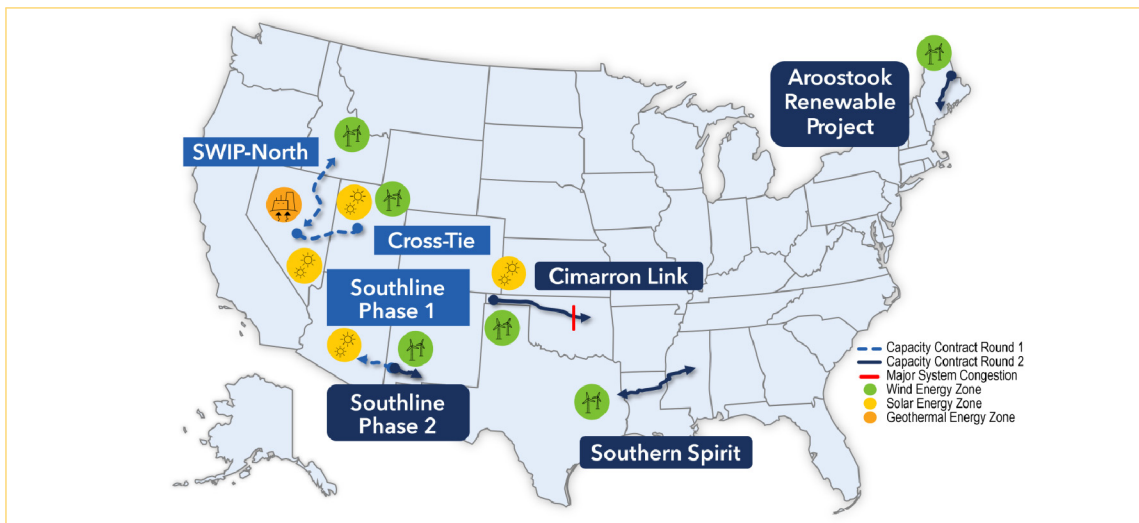 Aroostook
Renewable
Project
SWIP-North
Cross-Tie
Cimarron Link
Southline
Phase 1
Southline
Phase 2
Southern Spirit
Capacity Contract Round 1
Capacity Contract Round 2
Major System Congestion
Wind Energy Zone
Solar Energy Zone
Geothermal Energy Zone